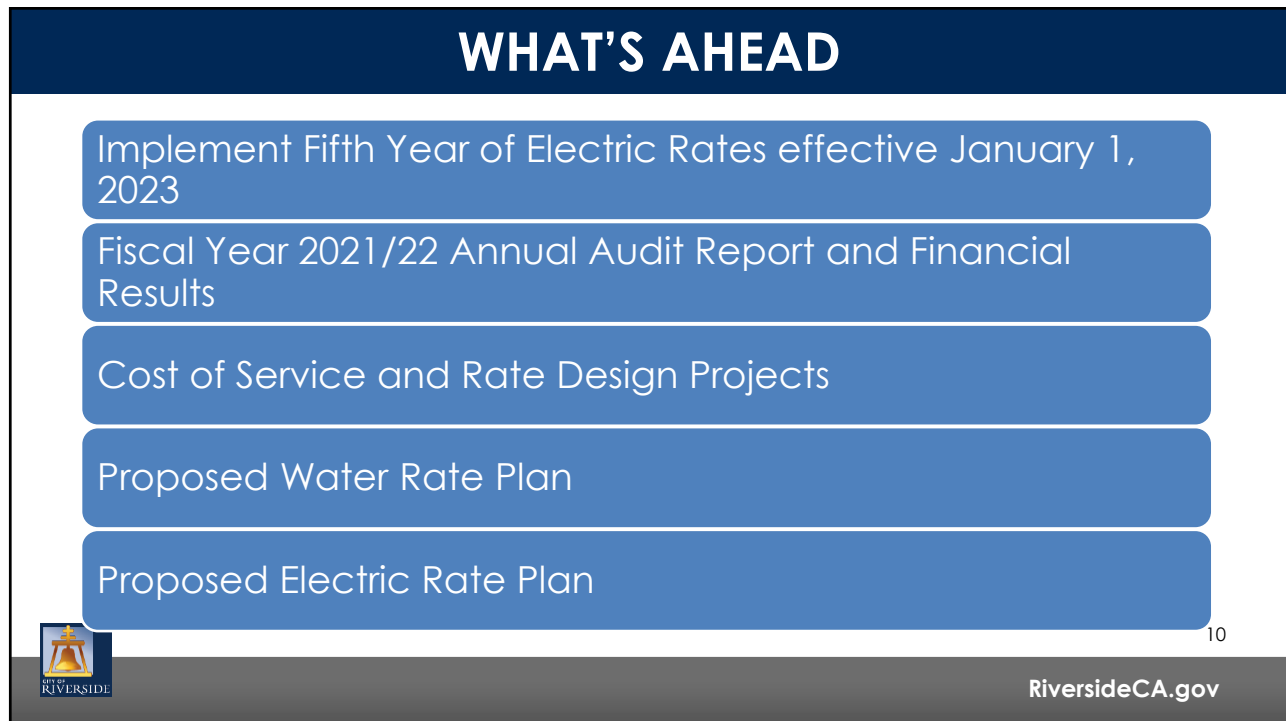 WHAT’S AHEAD
Implement Fifth Year of Electric Rates effective January 1,
2023
Fiscal Year 2021/22 Annual Audit Report and Financial
Results
Cost of Service and Rate Design Projects
Proposed Water Rate Plan
Proposed Electric Rate Plan
10
CITY OF
RIVERSIDE
RiversideCA.gov